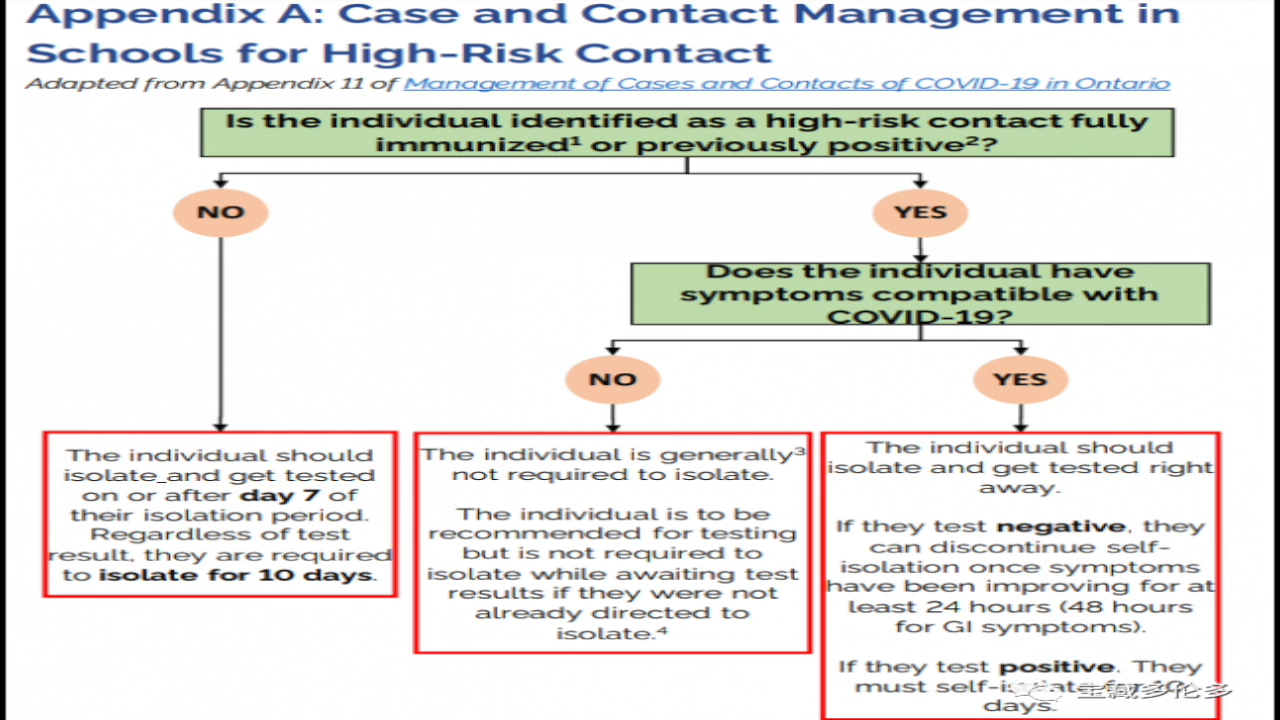 Appendix A: Case and Contact Management in
Schools for High-Risk Contact
Adapted from Appendix 11 of Management of Cases and Contacts of COVID-19 in Ontario
Is the individual identified as a high-risk contact fully
immunized¹ or previously positive²?
NO
YES
Does the individual have
symptoms compatible with
COVID-19?
NO
YES
The individual should
isolate and get tested
on or after day 7 of
their isolation period.
Regardless of test
result, they are required
to isolate for 10 days.
The individual is generally³
not required to isolate.
The individual is to be
recommended for testing
but is not required to
isolate while awaiting test
results if they were not
already directed to
isolate.⁴
The individual should
isolate and get tested right
away.
If they test negative, they
can discontinue self-
isolation once symptoms
have been improving for at
least 24 hours (48 hours
for GI symptoms).
If they test positive. They
must self-isolate for 10
days.
宝藏多伦多